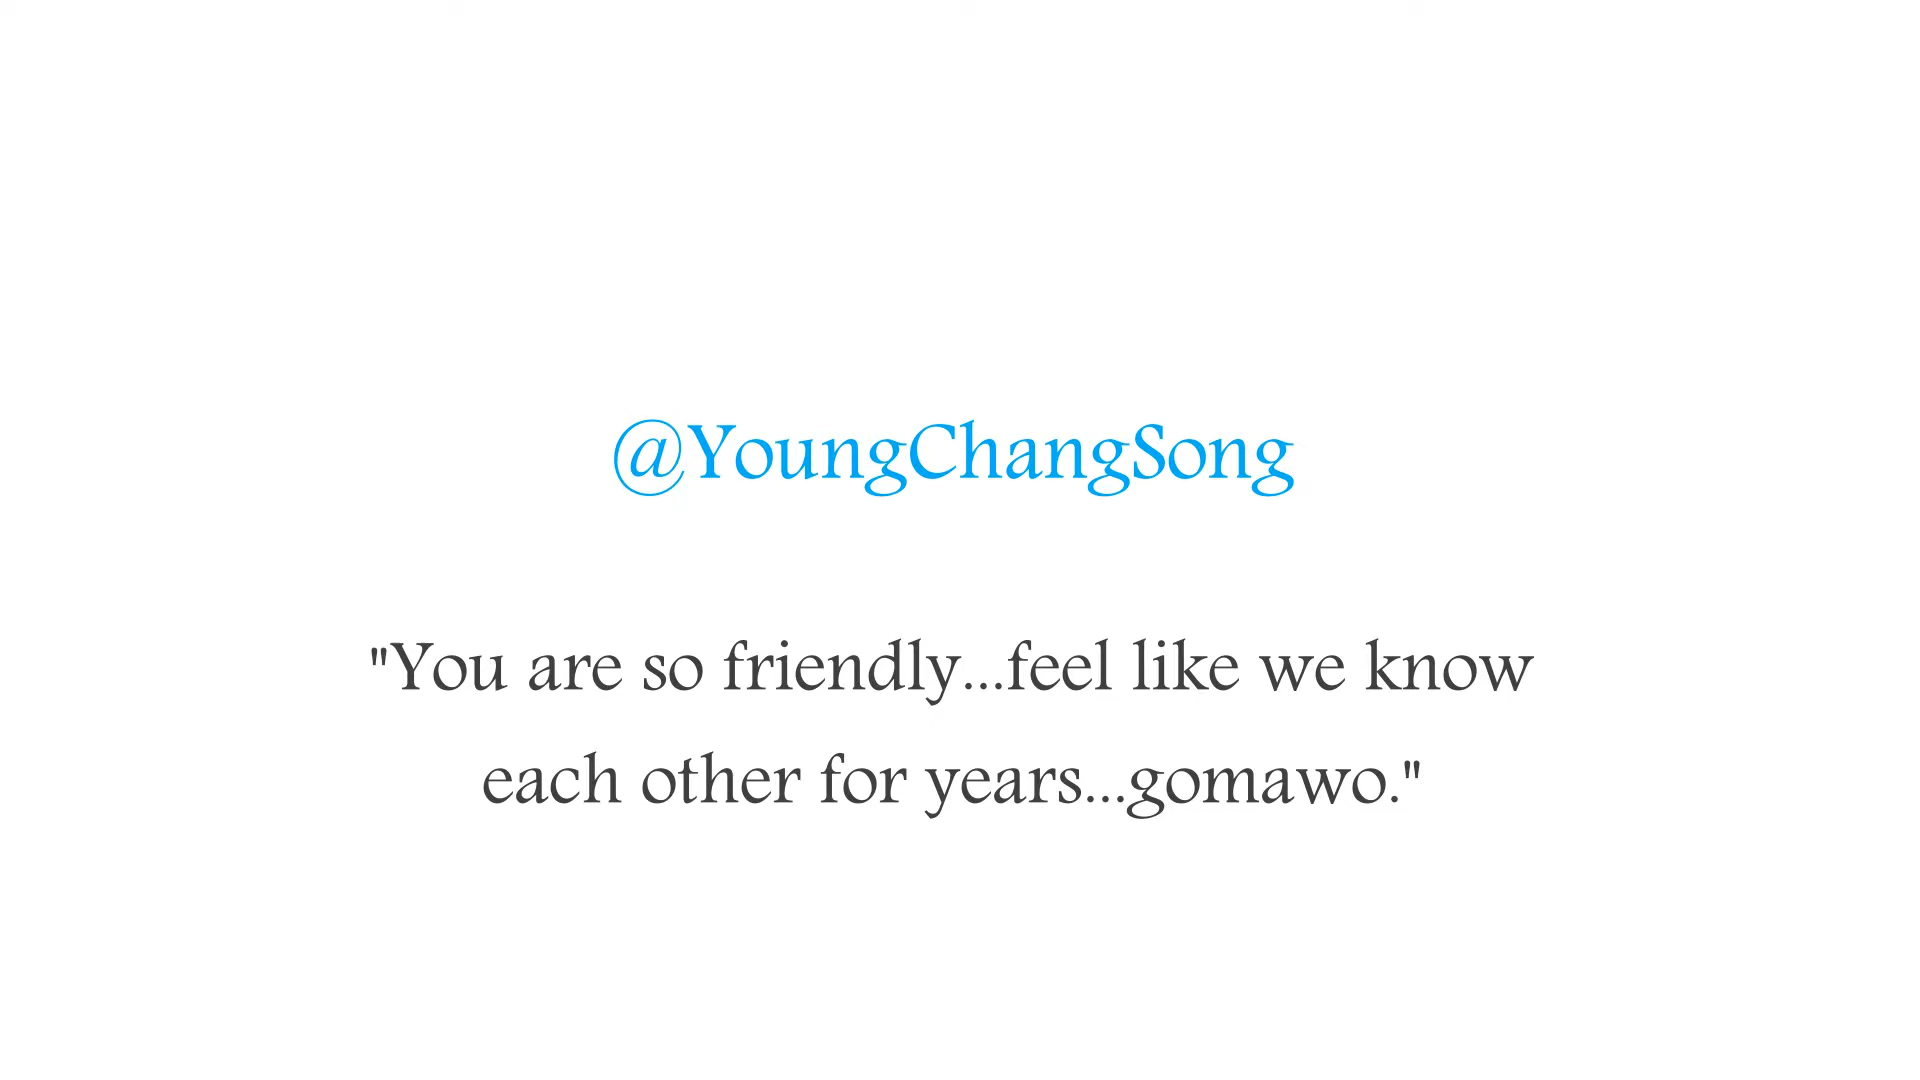 @YoungChangSong
"You are so friendly...feel like we know
each other for years...gomawo."